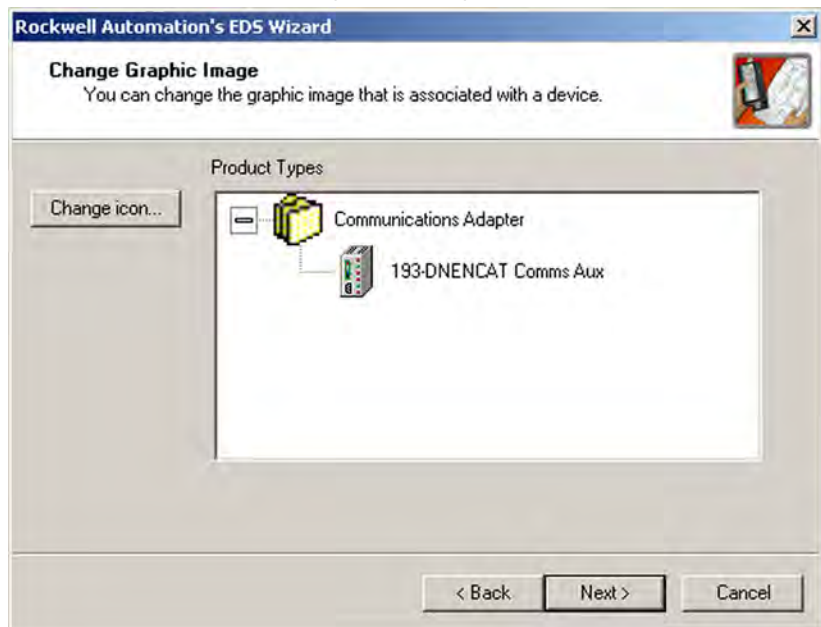 Rockwell Automation's EDS Wizard
Change Graphic Image
You can change the graphic image that is associated with a device.
Product Types
Change icon...
Communications Adapter
193-DNENCAT Comms Aux
< Back
Next >
Cancel